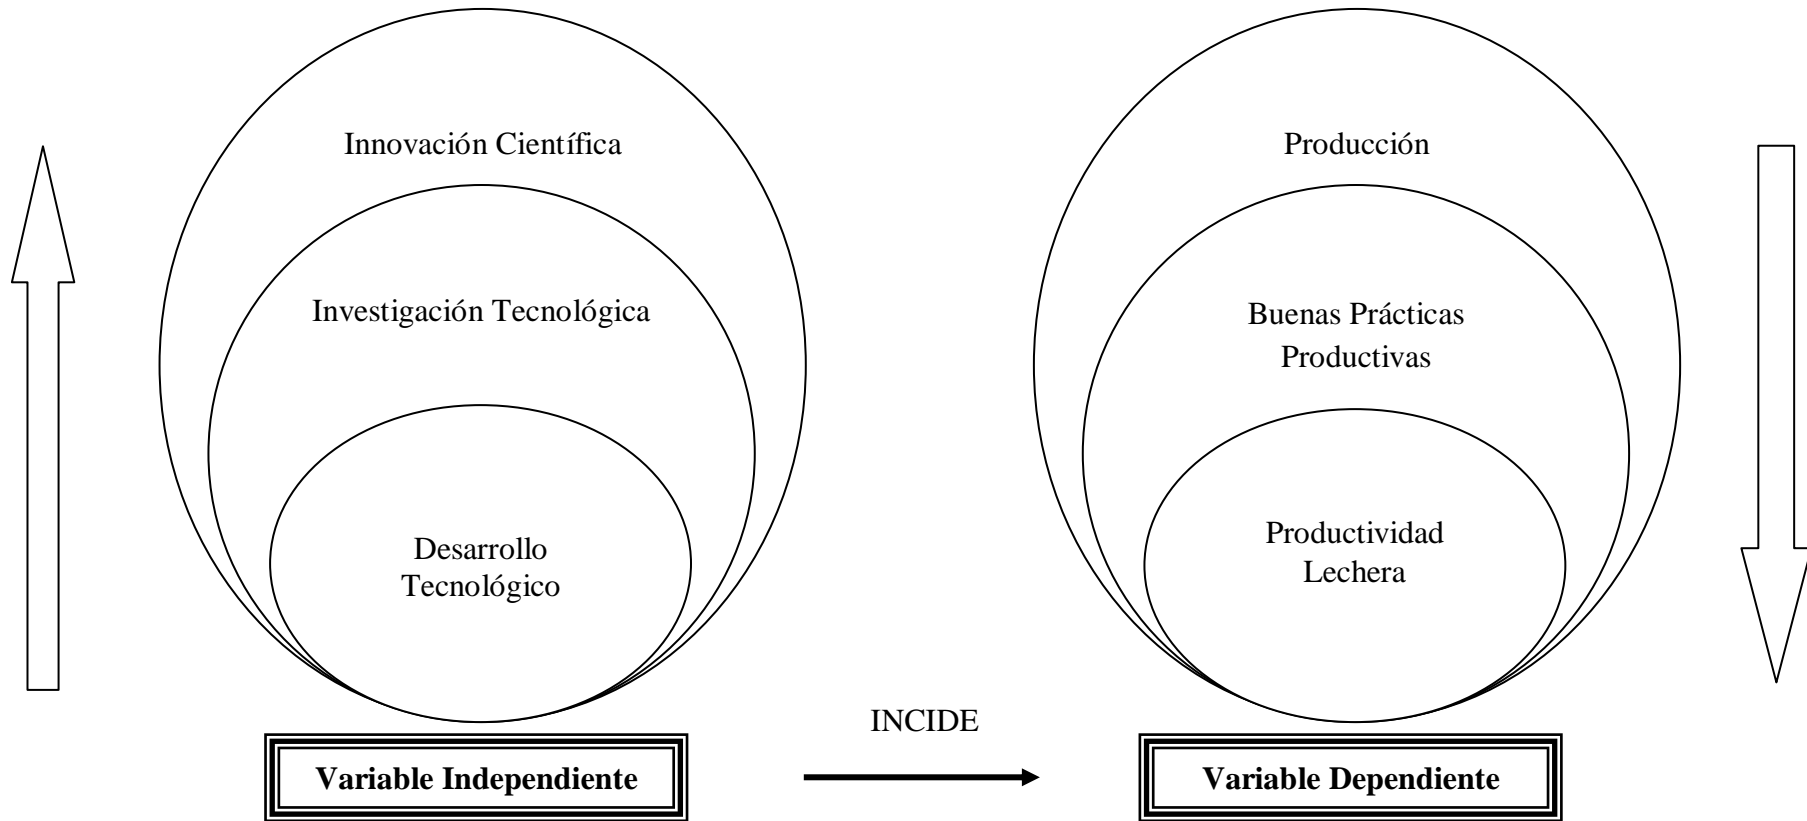 Innovación Científica
Investigación Tecnológica
Desarrollo
Tecnológico
Variable Independiente
INCIDE
Producción
Buenas Prácticas
Productivas
Productividad
Lechera
Variable Dependiente